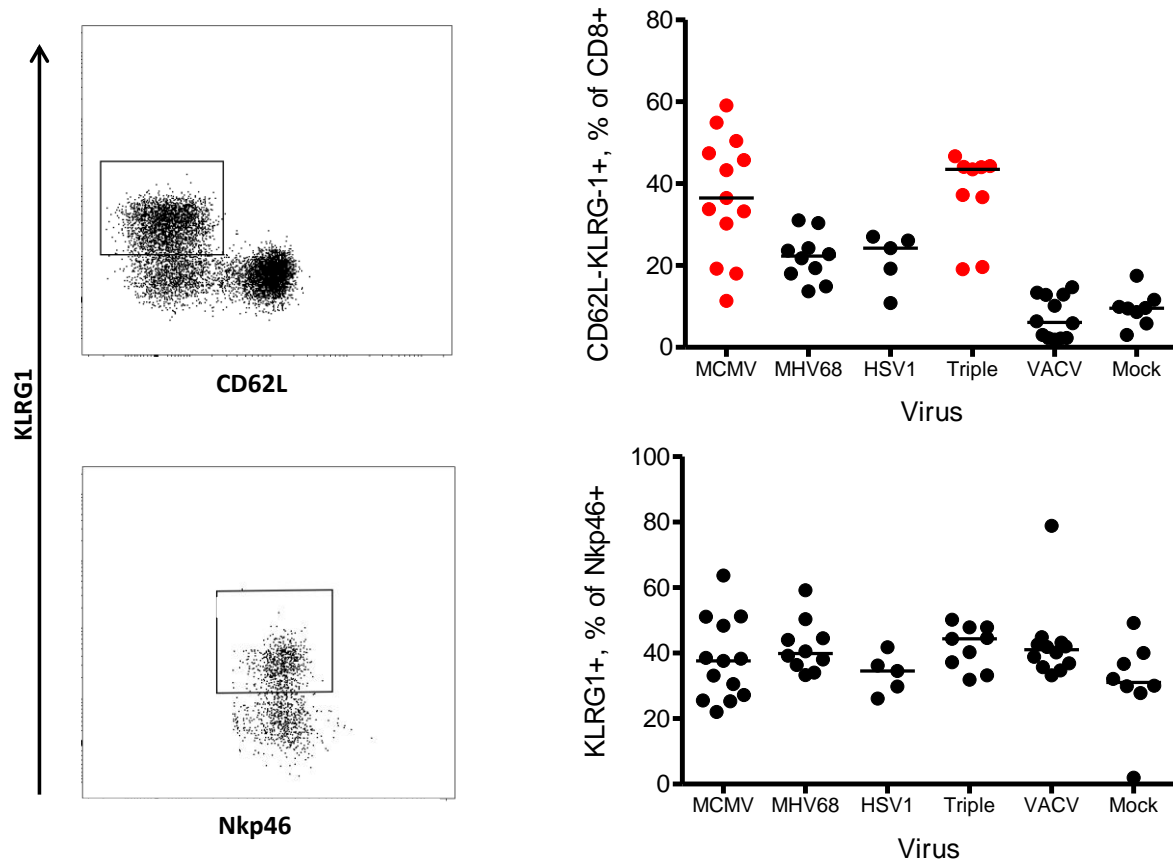 KLRG1
CD62L
Nkp46
CD62L-KLRG-1+, % of CD8+
80
60
40
20
0
MCMV MHV68 HSV1 Triple VACV Mock
Virus
KLRG1+, % of Nkp46+
100
80
60
40
20
0
MCMV MHV68 HSV1 Triple VACV Mock
Virus